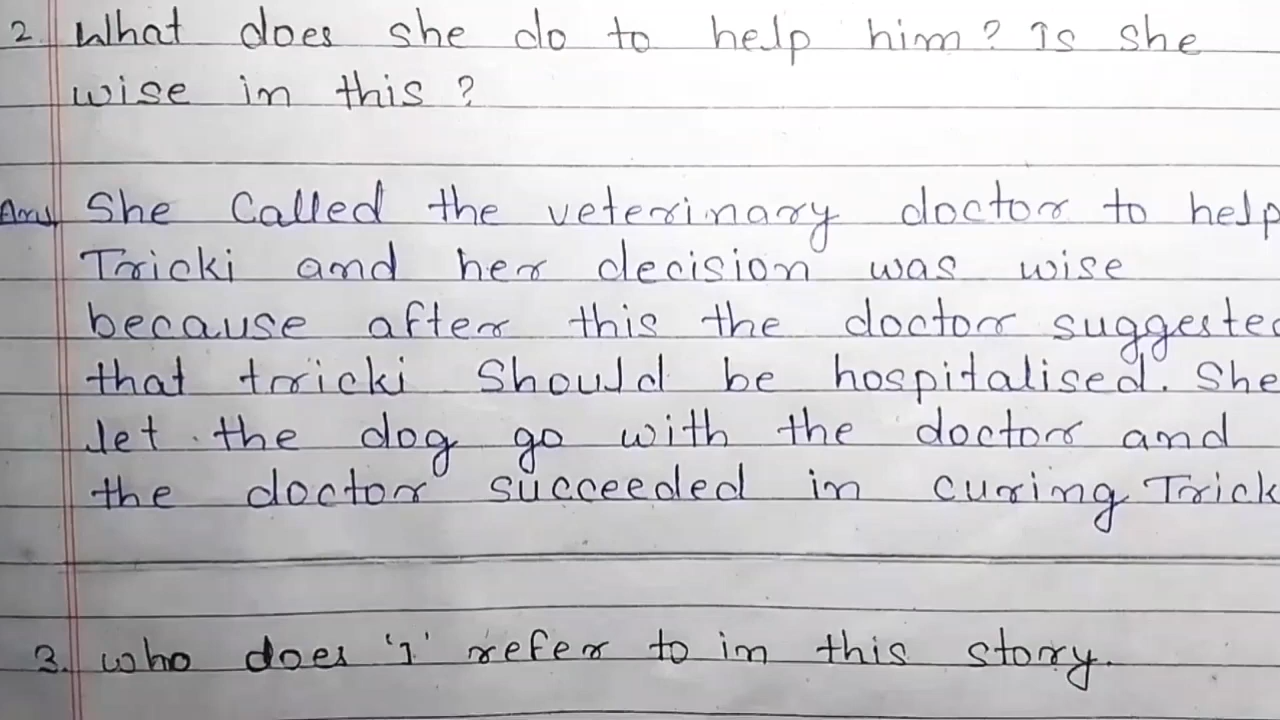 2. What does she do to help him? Is she
wise in this?
Ans She Called the veterinary doctor to help
Tricki and her decision was wise
because after this the doctor suggested
that tricki Should be hospitalised. She
let the dog go with the doctor and
the doctor succeeded in curing Trick
3. who does 'I' refer to in this story.